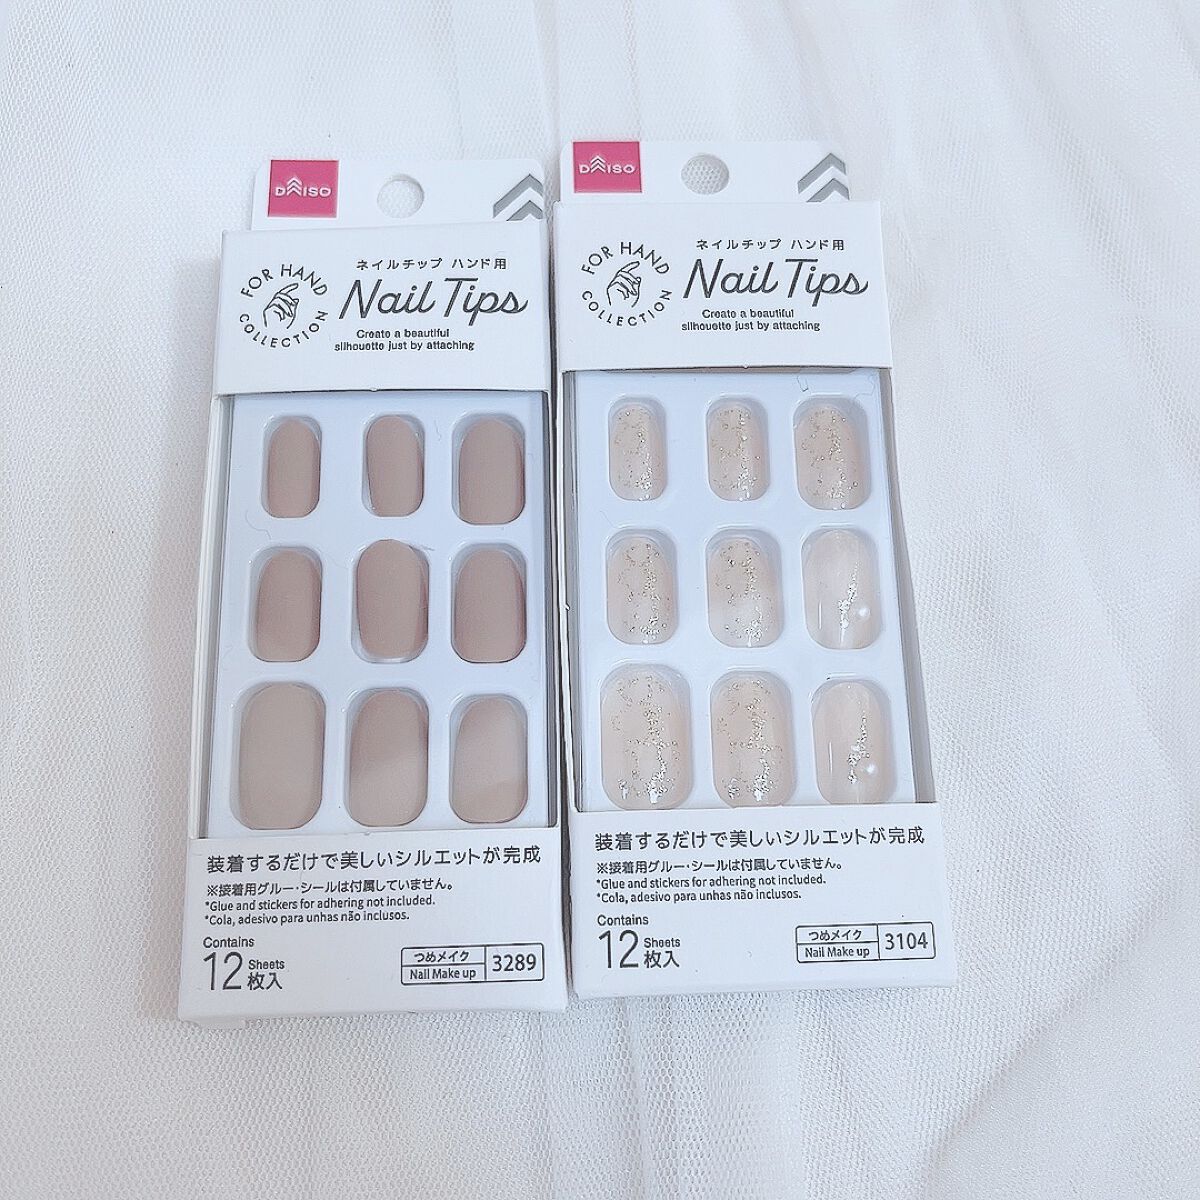 DAISO
FOR HAND COLLECTION
ネイルチップ ハンド用
Nail Tips
Create a beautiful
silhouette just by attaching
装着するだけで美しいシルエットが完成
※接着用グルー・シールは付属していません。
*Glue and stickers for adhering not included.
*Cola, adesivo para unhas não inclusos.
Contains
12 Sheets
枚入
つめメイク
Nail Make up
3289
DAISO
FOR HAND COLLECTION
ネイルチップ ハンド用
Nail Tips
Create a beautiful
silhouette just by attaching
装着するだけで美しいシルエットが完成
※接着用グルー・シールは付属していません。
*Glue and stickers for adhering not included.
*Cola, adesivo para unhas não inclusos.
Contains
12 Sheets
枚入
つめメイク
Nail Make up
3104